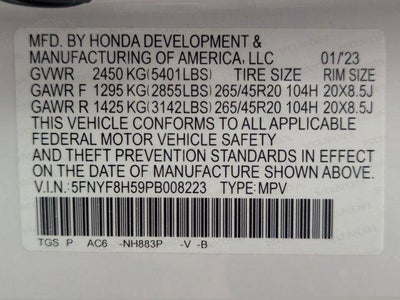 MFD. BY HONDA DEVELOPMENT &
MANUFACTURING OF AMERICA, LLC 01/'23
GVWR 2450 KG(5401LBS) TIRE SIZE RIM SIZE
GAWR F 1295 KG(2855LBS) 265/45R20 104H 20X8.5J
GAWR R 1425 KG(3142LBS) 265/45R20 104H 20X8.5J
THIS VEHICLE CONFORMS TO ALL APPLICABLE
FEDERAL MOTOR VEHICLE SAFETY
AND THEFT PREVENTION STANDARDS IN EFFECT
ON THE DATE OF MANUFACTURE SHOWN ABOVE.
V.I.N.: 5FNYF8H59PB008223 TYPE: MPV
TGS P AC6 -NH883P -V -B